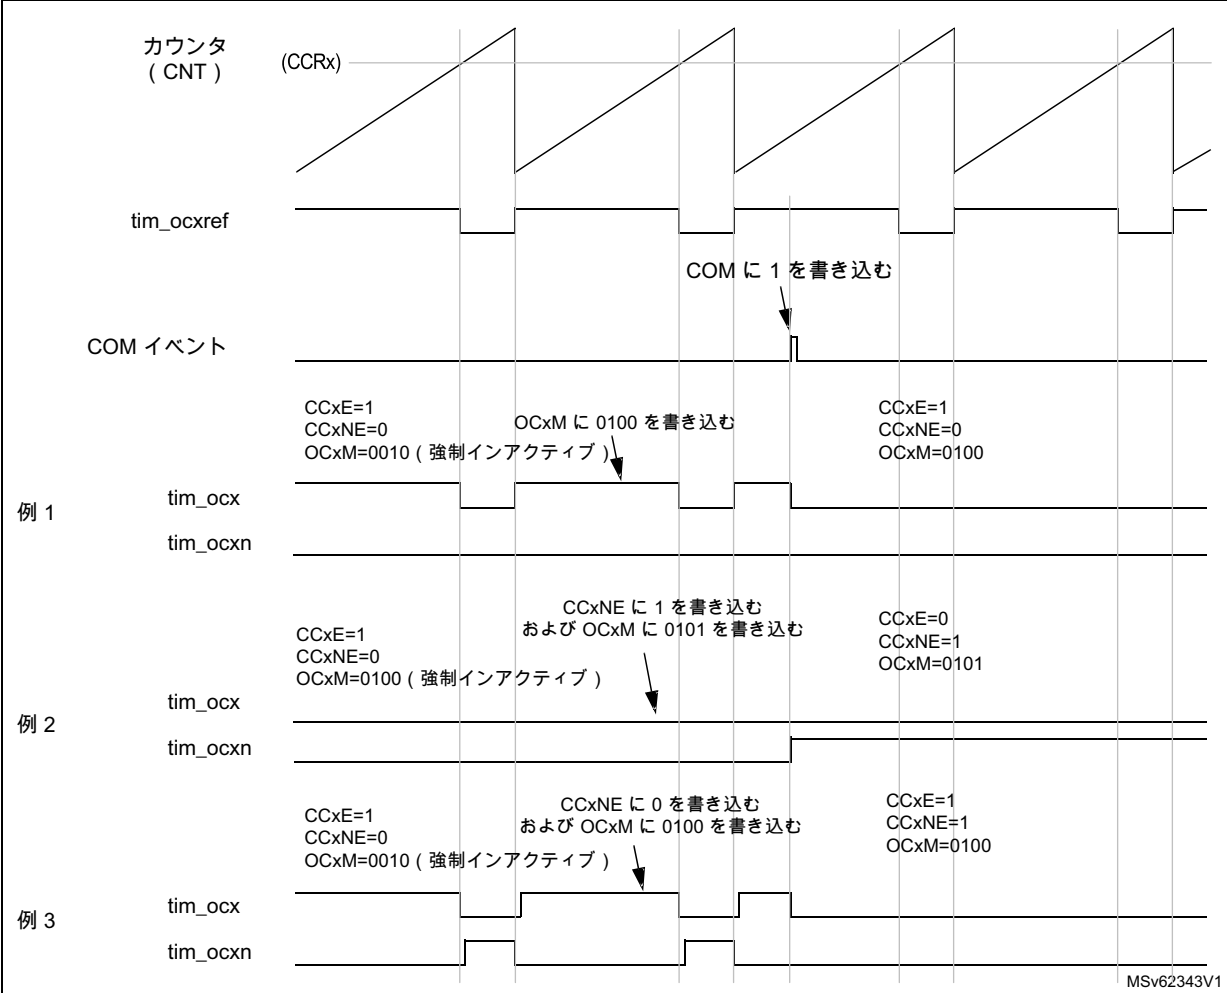 カウンタ
( CNT )
(CCRx)
tim_ocxref
COM に 1 を書き込む
COM イベント
CCxE=1
CCxNE=0
OCxM=0010 ( 強制インアクティブ )
OCxM に 0100 を書き込む
CCxE=1
CCxNE=0
OCxM=0100
例 1
tim_ocx
tim_ocxn
CCxE=1
CCxNE=0
OCxM=0100 ( 強制インアクティブ )
CCxNE に 1 を書き込む
および OCxM に 0101 を書き込む
CCxE=0
CCxNE=1
OCxM=0101
例 2
tim_ocx
tim_ocxn
CCxE=1
CCxNE=0
OCxM=0010 ( 強制インアクティブ )
CCxNE に 0 を書き込む
および OCxM に 0100 を書き込む
CCxE=1
CCxNE=1
OCxM=0100
例 3
tim_ocx
tim_ocxn
MSv62343V1